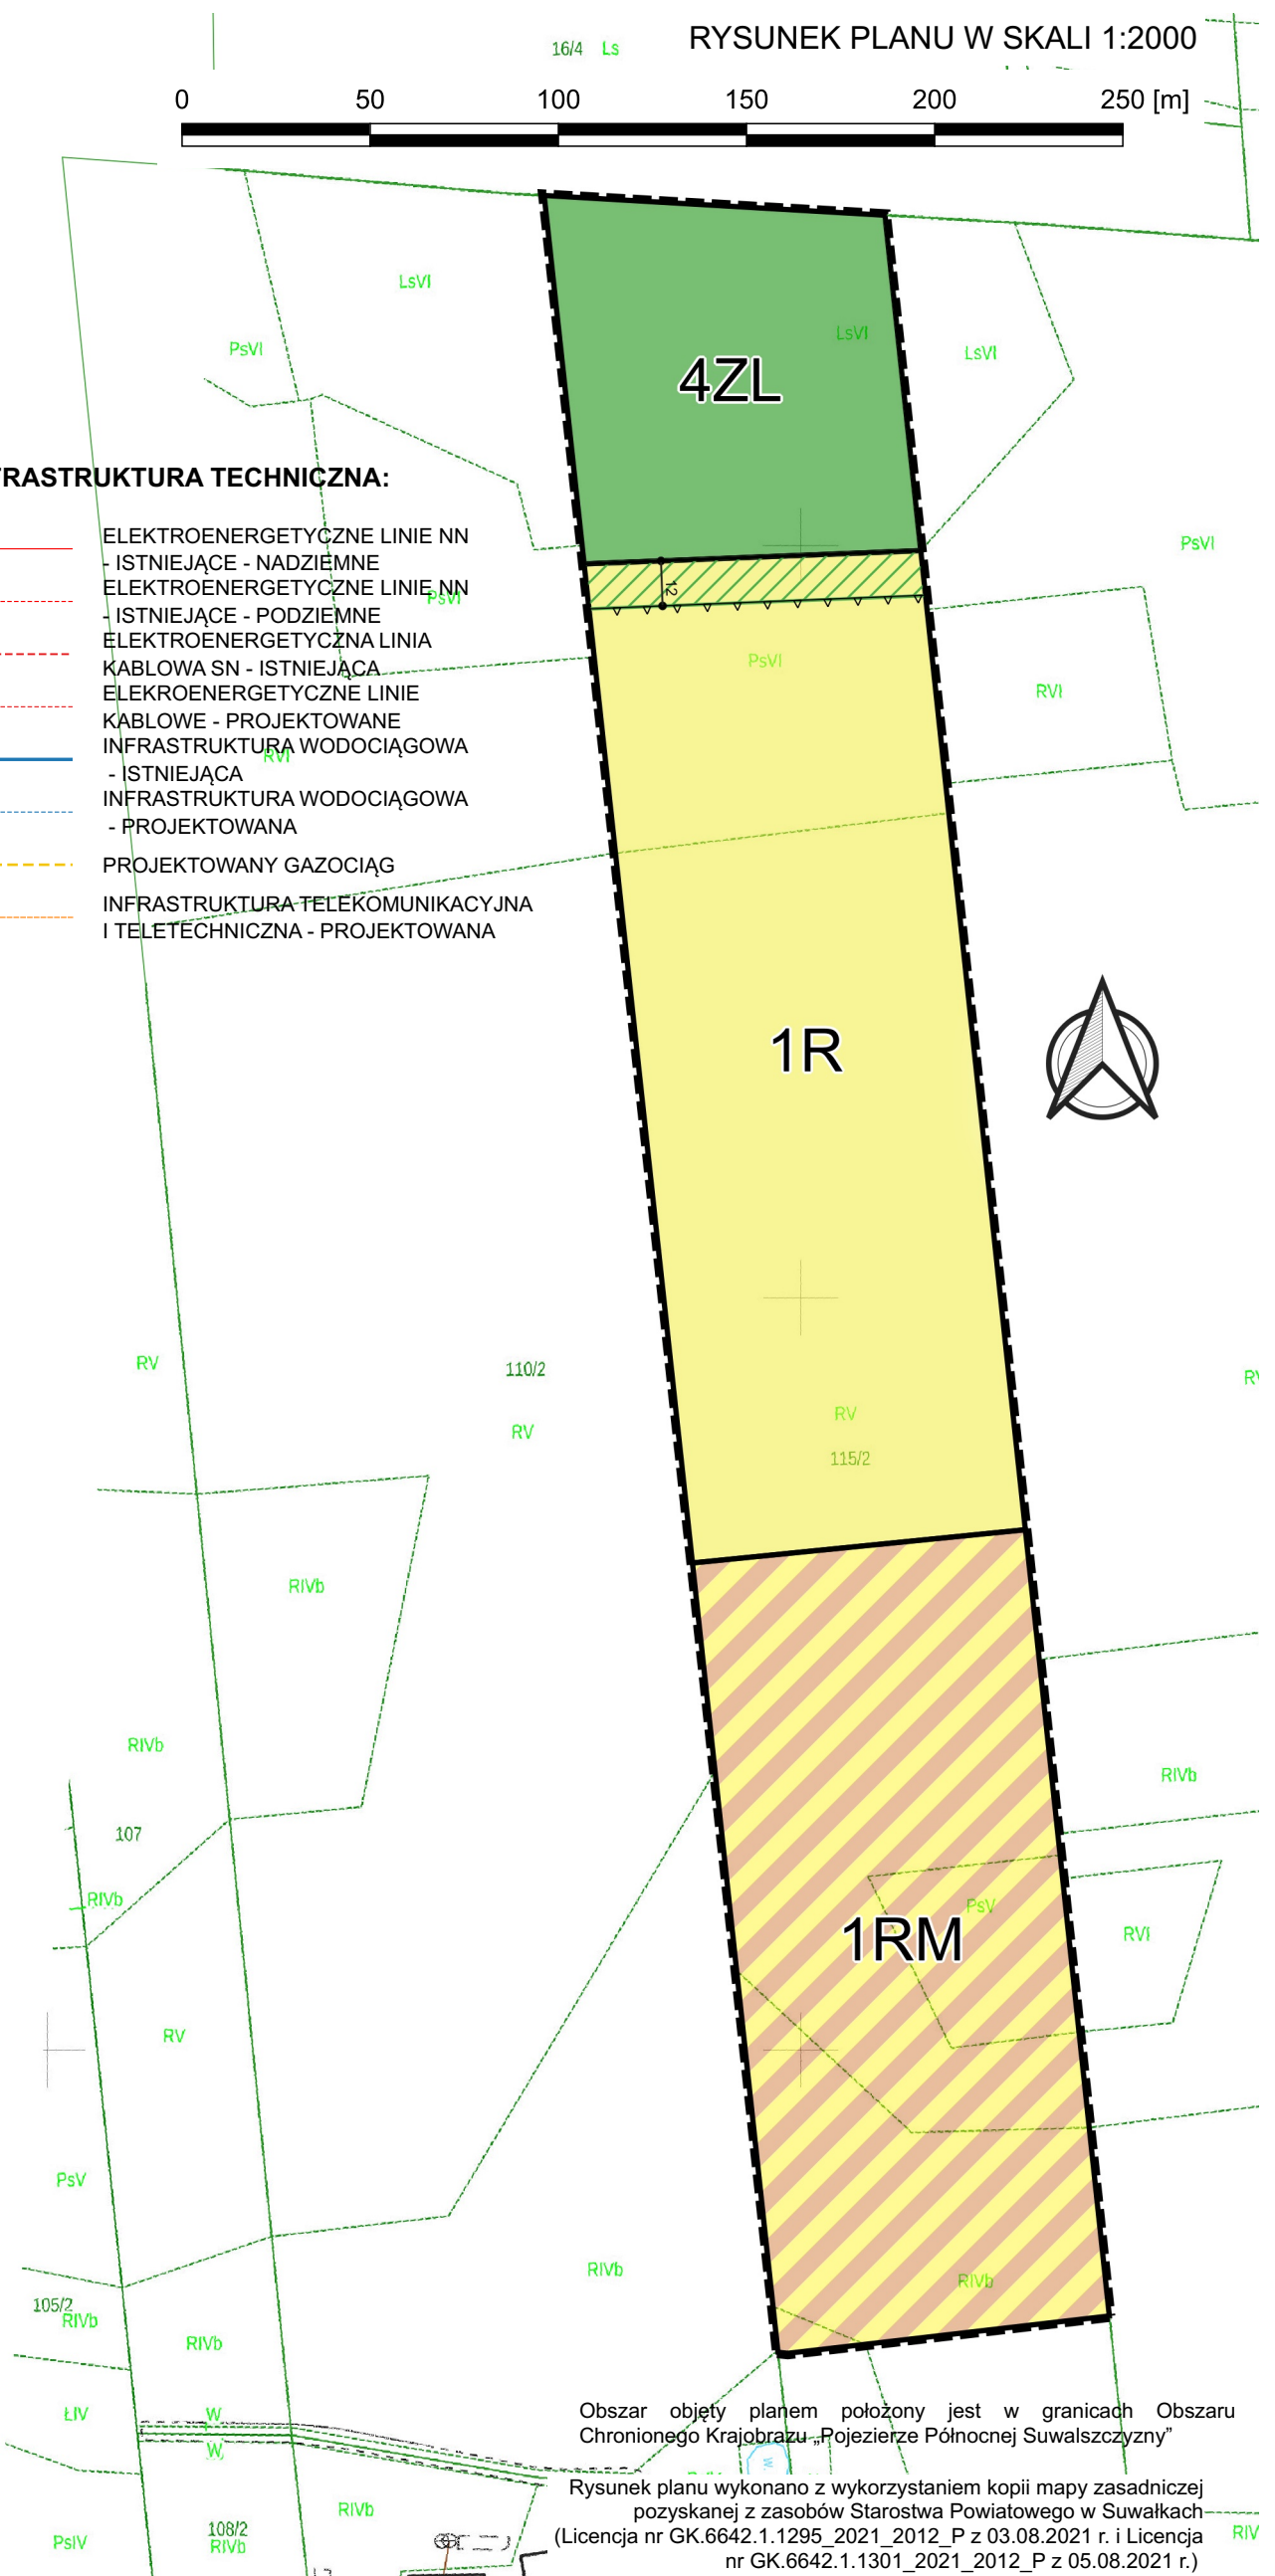 RYSUNEK PLANU W SKALI 1:2000
16/4 Ls
0 50 100 150 200 250 [m]
LsVI
LsVI
PsVI
LsVI
4ZL
FRASTRUKTURA TECHNICZNA:
ELEKTROENERGETYCZNE LINIE NN
- ISTNIEJĄCE - NADZIEMNE
PsVI
ELEKTROENERGETYCZNE LINIE NN
- ISTNIEJĄCE - PODZIEMNE
PsVI
12
ELEKTROENERGETYCZNA LINIA
KABLOWA SN - ISTNIEJĄCA
PsVI
ELEKROENERGETYCZNE LINIE
KABLOWE - PROJEKTOWANE
RVI
INFRASTRUKTURA WODOCIĄGOWA
- ISTNIEJĄCA
RVI
INFRASTRUKTURA WODOCIĄGOWA
- PROJEKTOWANA
PROJEKTOWANY GAZOCIĄG
INFRASTRUKTURA TELEKOMUNIKACYJNA
I TELETECHNICZNA - PROJEKTOWANA
1R
RV
110/2
RV
RV
115/2
RIVb
RIVb
RIVb
107
RIVb
PsV
1RM
RVI
RV
PsV
RIVb
RIVb
105/2
RIVb
RIVb
ŁIV
W
W
Obszar objęty planem położony jest w granicach Obszaru
Chronionego Krajobrazu „Pojezierze Północnej Suwalszczyzny”
W.
Rysunek planu wykonano z wykorzystaniem kopii mapy zasadniczej
pozyskanej z zasobów Starostwa Powiatowego w Suwałkach
(Licencja nr GK.6642.1.1295_2021_2012_P z 03.08.2021 r. i Licencja
nr GK.6642.1.1301_2021_2012_P z 05.08.2021 r.)
RIVb
108/2
RIVb
PsIV
RIV